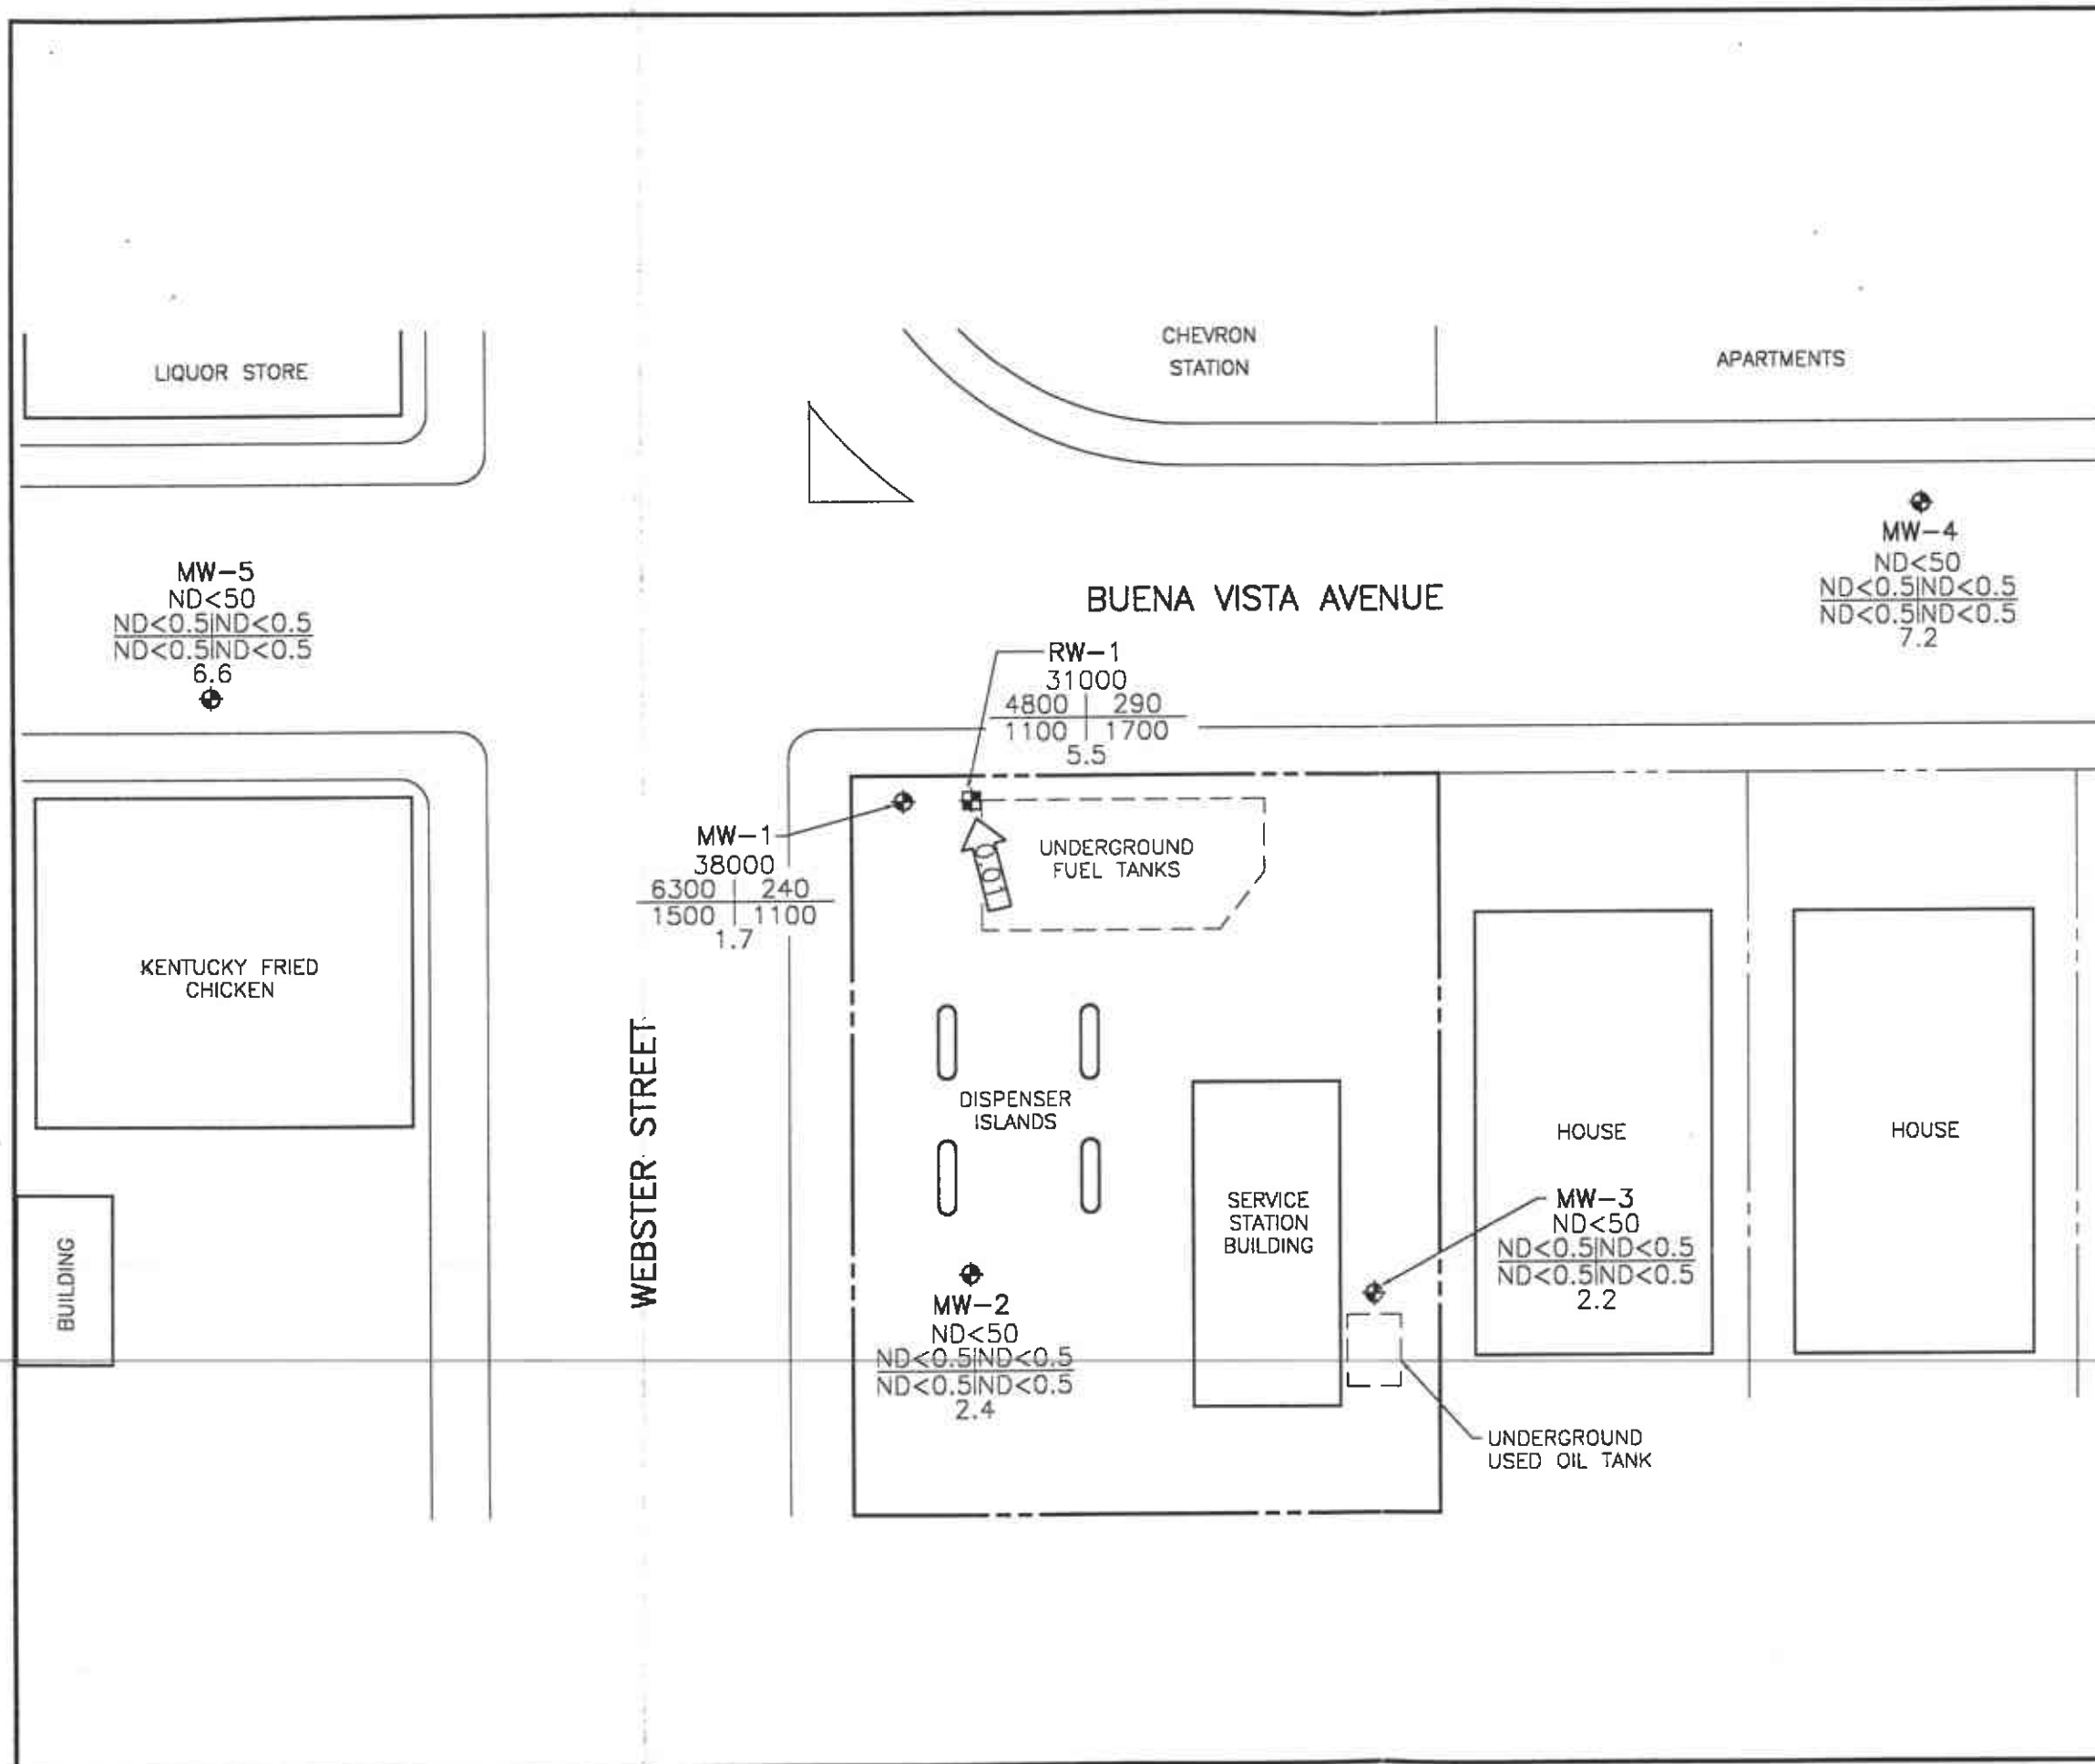 CHEVRON
STATION
LIQUOR STORE
APARTMENTS
MW-5
ND<50
ND<0.5|ND<0.5
ND<0.5|ND<0.5
6.6
MW-4
ND<50
ND<0.5|ND<0.5
ND<0.5|ND<0.5
7.2
BUENA VISTA AVENUE
RW-1
31000
4800 | 290
1100 | 1700
5.5
MW-1
38000
6300 | 240
1500 | 1100
1.7
0.01
UNDERGROUND
FUEL TANKS
KENTUCKY FRIED
CHICKEN
WEBSTER STREET
DISPENSER
ISLANDS
HOUSE
HOUSE
SERVICE
STATION
BUILDING
MW-3
ND<50
ND<0.5|ND<0.5
ND<0.5|ND<0.5
2.2
BUILDING
MW-2
ND<50
ND<0.5|ND<0.5
ND<0.5|ND<0.5
2.4
UNDERGROUND
USED OIL TANK